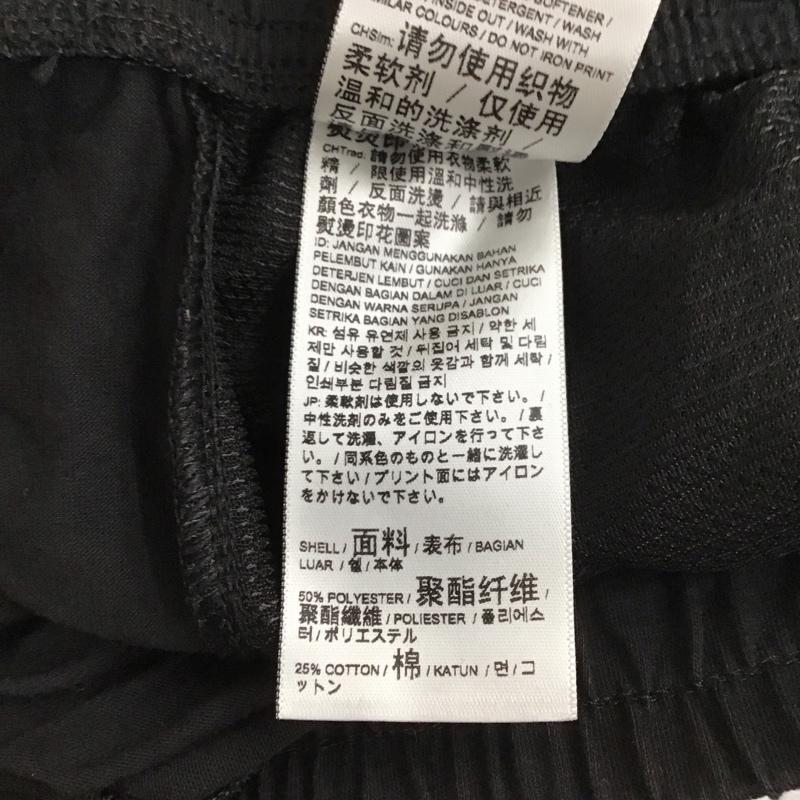 SOFTENER /
DETERGENT / WASH
INSIDE OUT / WASH WITH
COLOURS / DO NOT IRON PRINT
CHSim: 请勿使用织物
柔软剂 / 仅使用
温和的洗涤剂 /
反面洗涤和
CHTrad: 請勿使用衣物柔軟
精 / 限使用溫和中性洗
劑 / 反面洗燙 / 請與相近
顏色衣物一起洗滌 / 請勿
熨燙印花圖案
ID: JANGAN MENGGUNAKAN BAHAN
PELEMBUT KAIN / GUNAKAN HANYA
DETERJEN LEMBUT / CUCI DAN SETRIKA
DENGAN BAGIAN DALAM DI LUAR / CUCI
DENGAN WARNA SERUPA / JANGAN
SETRIKA BAGIAN YANG DISABLON
KR: 섬유 유연제 사용 금지 / 약한 세
제만 사용할 것 / 뒤집어 세탁 및 다림
질 / 비슷한 색깔의 옷감과 함께 세탁 /
인쇄부분 다림질 금지
JP: 柔軟剤は使用しないで下さい。 /
中性洗剤のみをご使用下さい。 / 裏
返して洗濯、アイロンを行って下さ
い。 / 同系色のものと一緒に洗濯し
て下さい / プリント面にはアイロン
をかけないで下さい。
SHELL / 面料 / 表布 / BAGIAN
LUAR / 겉 / 本体
50% POLYESTER / 聚酯纤维 /
聚酯纖維 / POLIESTER / 폴리에스
터 / ポリエステル
25% COTTON / 棉 / KATUN / 면 / コ
ットン